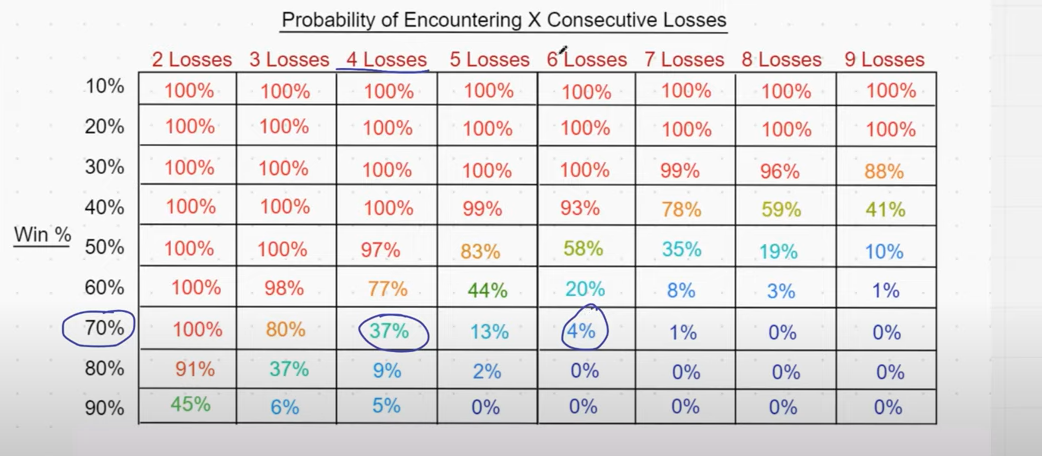 Probability of Encountering X Consecutive Losses
2 Losses 3 Losses 4 Losses 5 Losses 6 Losses 7 Losses 8 Losses 9 Losses
10% 100% 100% 100% 100% 100% 100% 100% 100%
20% 100% 100% 100% 100% 100% 100% 100% 100%
30% 100% 100% 100% 100% 100% 99% 96% 88%
40% 100% 100% 100% 99% 93% 78% 59% 41%
Win %
50% 100% 100% 97% 83% 58% 35% 19% 10%
60% 100% 98% 77% 44% 20% 8% 3% 1%
70% 100% 80% 37% 13% 4% 1% 0% 0%
80% 91% 37% 9% 2% 0% 0% 0% 0%
90% 45% 6% 5% 0% 0% 0% 0% 0%